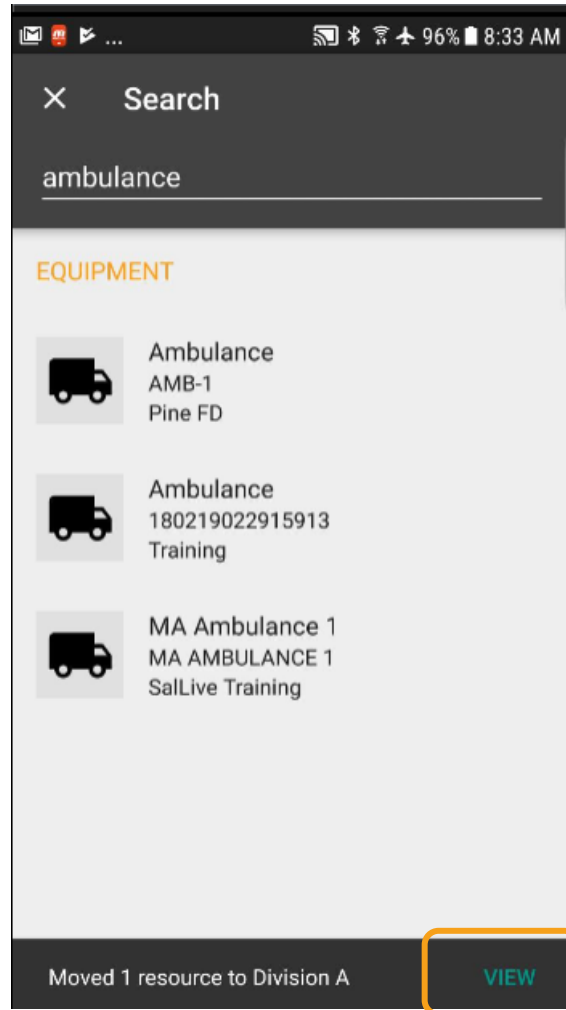 ... 96% 8:33 AM
Search
ambulance
EQUIPMENT
Ambulance
AMB-1
Pine FD
Ambulance
180219022915913
Training
MA Ambulance 1
MA AMBULANCE 1
SalLive Training
Moved 1 resource to Division A VIEW